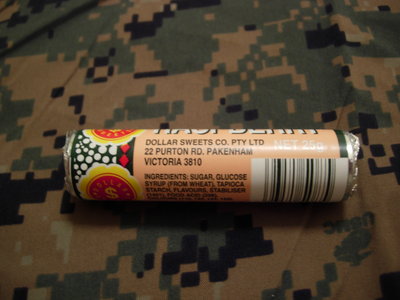 DOLLAR SWEETS CO. PTY LTD
NET 25g
22 PURTON RD. PAKENHAM
VICTORIA 3810
INGREDIENTS: SUGAR, GLUCOSE
SYRUP (FROM WHEAT), TAPIOCA
STARCH, FLAVOURS, STABILISER
DOLLAR